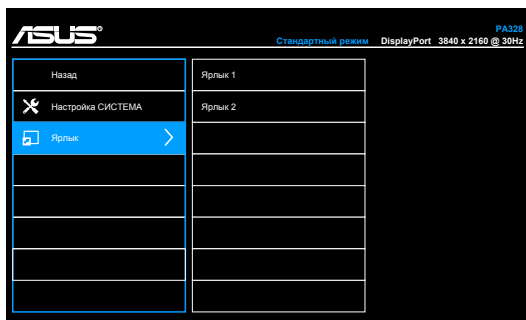 ASUS
PA328
Стандартный режим DisplayPort 3840 x 2160 @ 30Hz
Назад
Ярлык 1
Настройка СИСТЕМА
Ярлык 2
Ярлык